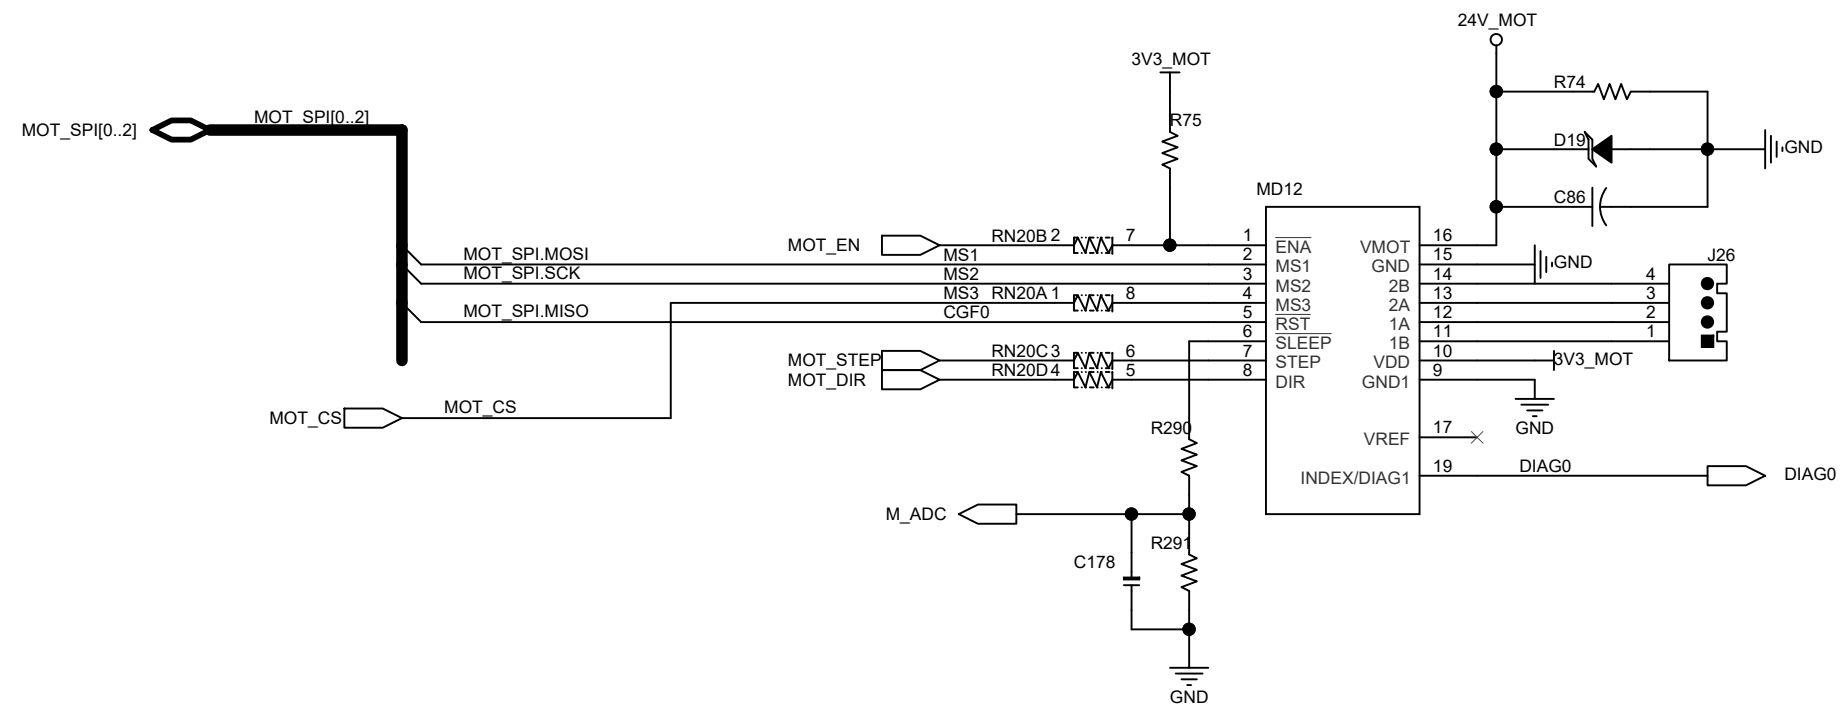 24V_MOT
3V3_MOT
R74
R75
MOT_SPI[0..2]
MOT_SPI[0..2]
D19
GND
MD12
C86
MOT_EN
RN20B 2
7
1
ENA
VMOT
16
MOT_SPI.MOSI
MS1
2
MS1
GND
15
GND
J26
MOT_SPI.SCK
MS2
3
MS2
2B
14
4
MS3
RN20A 1
8
4
MS3
2A
13
3
MOT_SPI.MISO
CGF0
5
RST
1A
12
2
6
SLEEP
1B
11
1
MOT_STEP
RN20C 3
6
7
STEP
VDD
10
3V3_MOT
MOT_DIR
RN20D 4
5
8
DIR
GND1
9
MOT_CS
MOT_CS
R290
GND
VREF
17
INDEX/DIAG1
19
DIAG0
DIAG0
M_ADC
R291
C178
GND